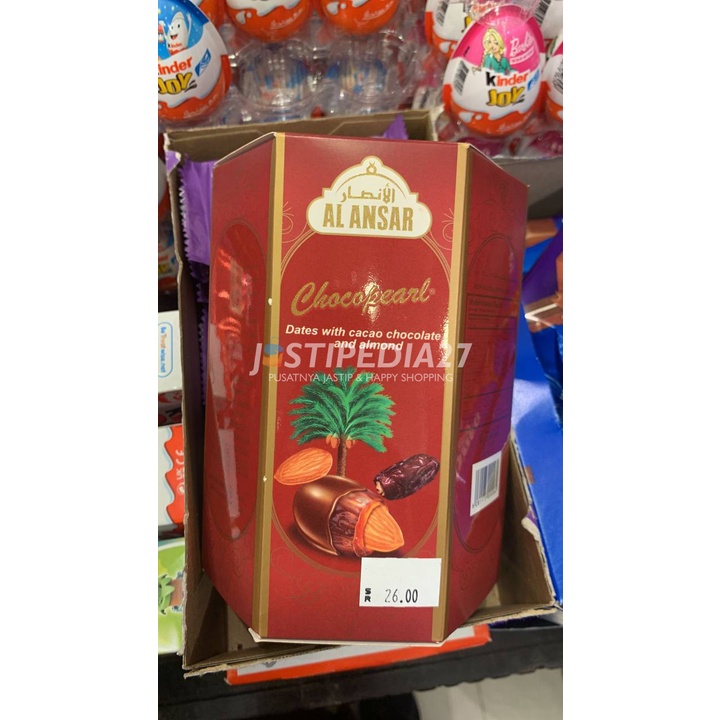 kinder
JOY
Barbie
kinder
JOY
الأنصار
AL ANSAR
Chocopearl
Dates with cacao chocolate
and almond
JASTIPEDIA27
PUSATNYA JASTIP & HAPPY SHOPPING
SR 26.00